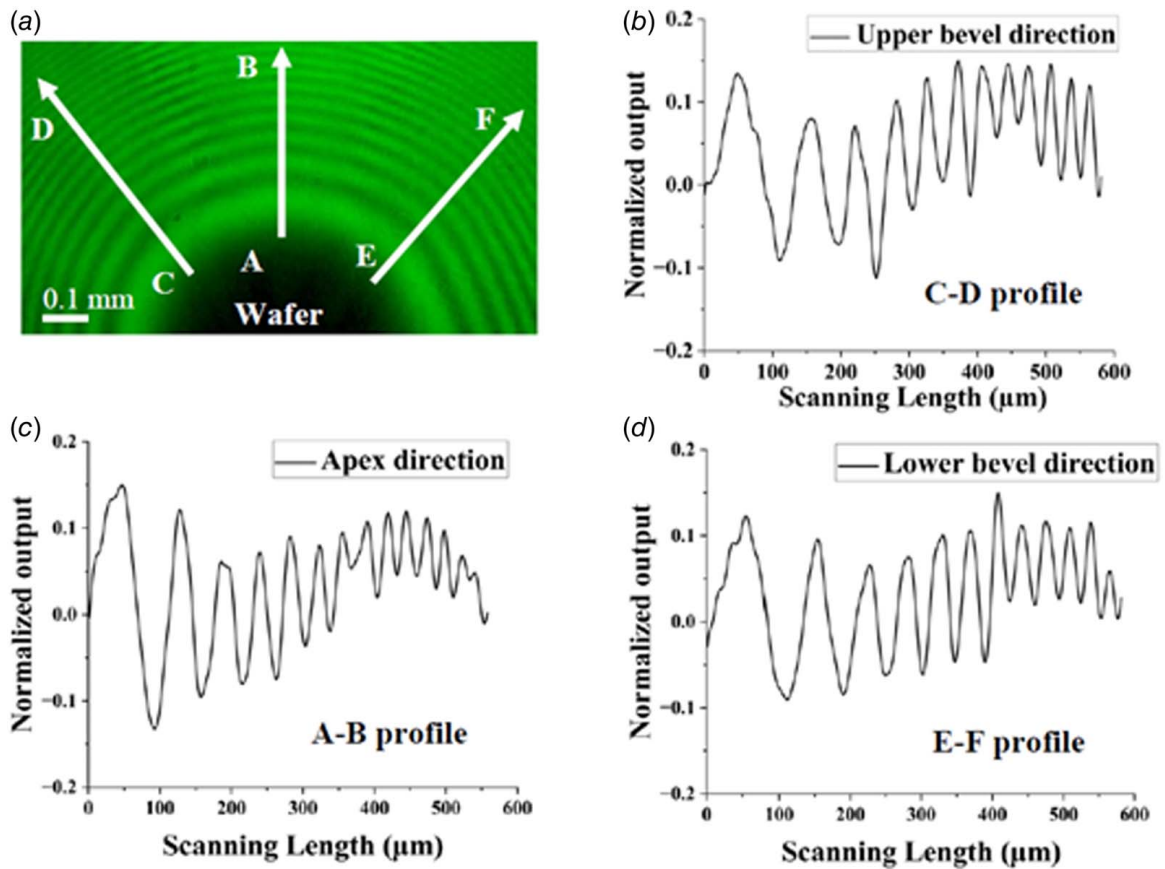 (a)
B
D
F
C
A
E
0.1 mm
Wafer
(b)
0.2
0.1
0.0
−0.1
−0.2
Normalized output
Upper bevel direction
C-D profile
0 100 200 300 400 500 600
Scanning Length (μm)
(c)
0.2
0.1
0.0
−0.1
−0.2
Normalized output
Apex direction
A-B profile
0 100 200 300 400 500 600
Scanning Length (μm)
(d)
0.2
0.1
0.0
−0.1
−0.2
Normalized output
Lower bevel direction
E-F profile
0 100 200 300 400 500 600
Scanning Length (μm)